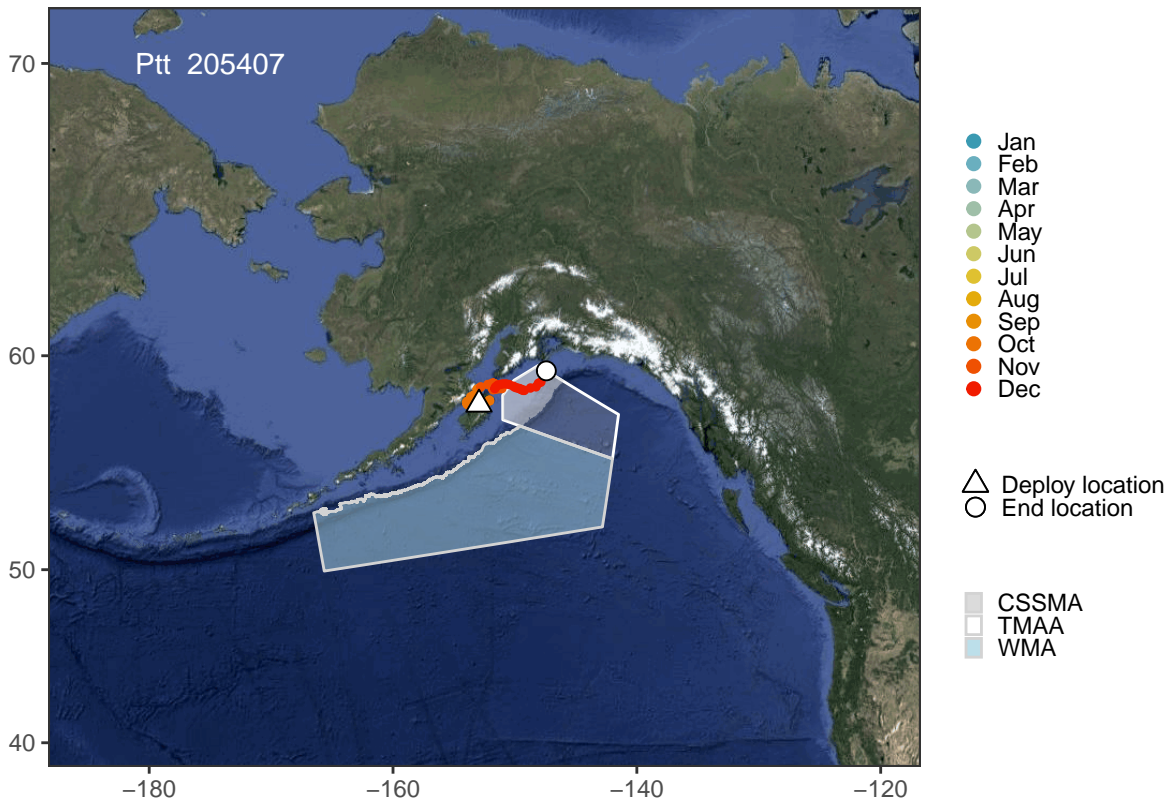 Ptt 205407
70
60
50
40
−180
−160
−140
−120
Jan
Feb
Mar
Apr
May
Jun
Jul
Aug
Sep
Oct
Nov
Dec
Deploy location
End location
CSSMA
TMAA
WMA